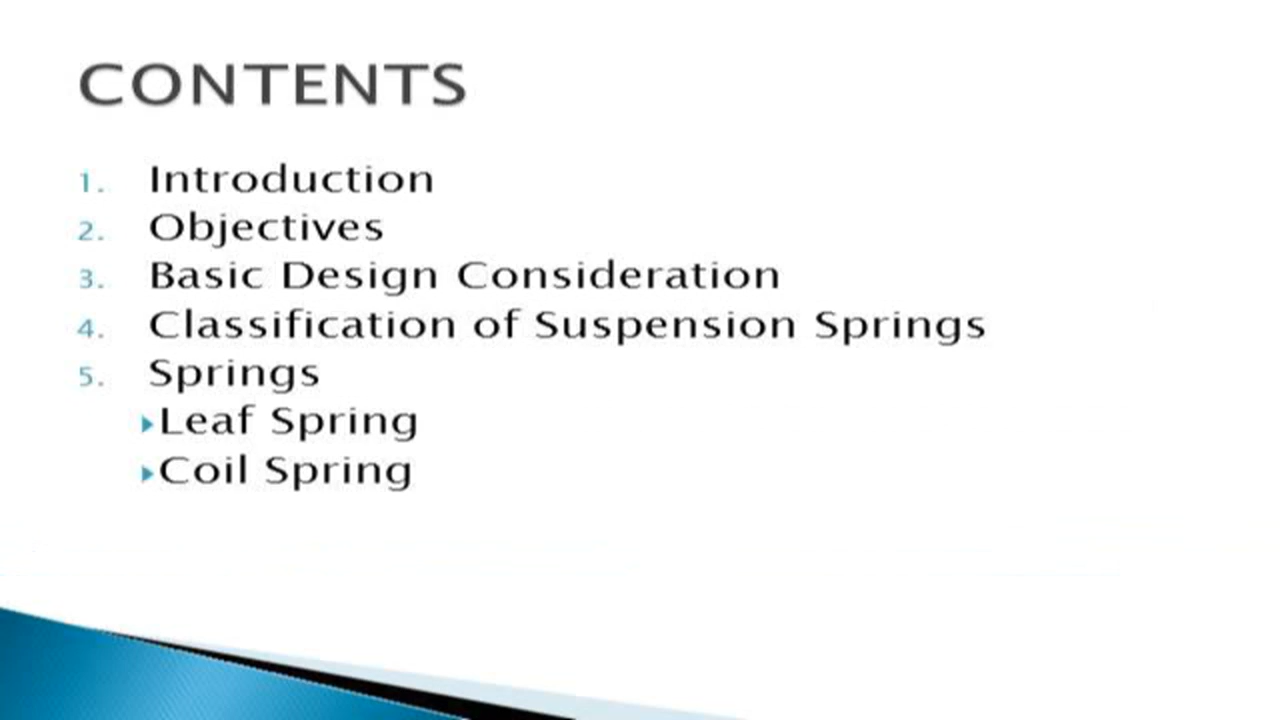 CONTENTS
1. Introduction
2. Objectives
3. Basic Design Consideration
4. Classification of Suspension Springs
5. Springs
Leaf Spring
Coil Spring